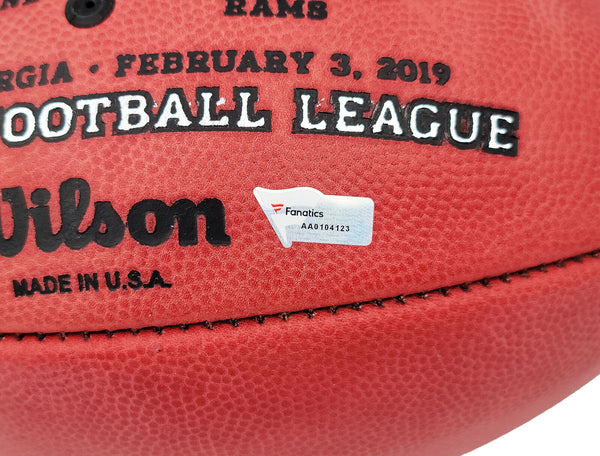 RAMS
RGIA • FEBRUARY 3, 2019
OOTBALL LEAGUE
Wilson
MADE IN U.S.A.
Fanatics
AA0104123